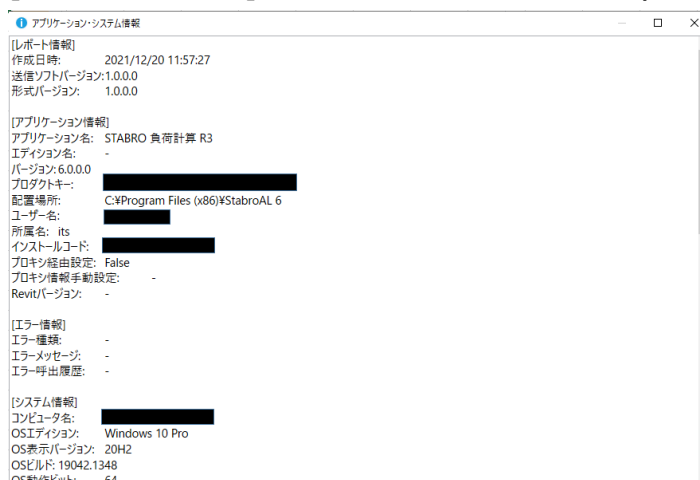 アプリケーション・システム情報
[レポート情報]
作成日時: 2021/12/20 11:57:27
送信ソフトバージョン:1.0.0.0
形式バージョン: 1.0.0.0
[アプリケーション情報]
アプリケーション名: STABRO 負荷計算 R3
エディション名: -
バージョン: 6.0.0.0
プロダクトキー:
配置場所: C:¥Program Files (x86)¥StabroAL 6
ユーザー名:
所属名: its
インストールコード:
プロキシ経由設定: False
プロキシ情報手動設定: -
Revitバージョン: -
[エラー情報]
エラー種類: -
エラーメッセージ: -
エラー呼出履歴: -
[システム情報]
コンピュータ名:
OSエディション: Windows 10 Pro
OS表示バージョン: 20H2
OSビルド: 19042.1348
OS動作ビット: 64